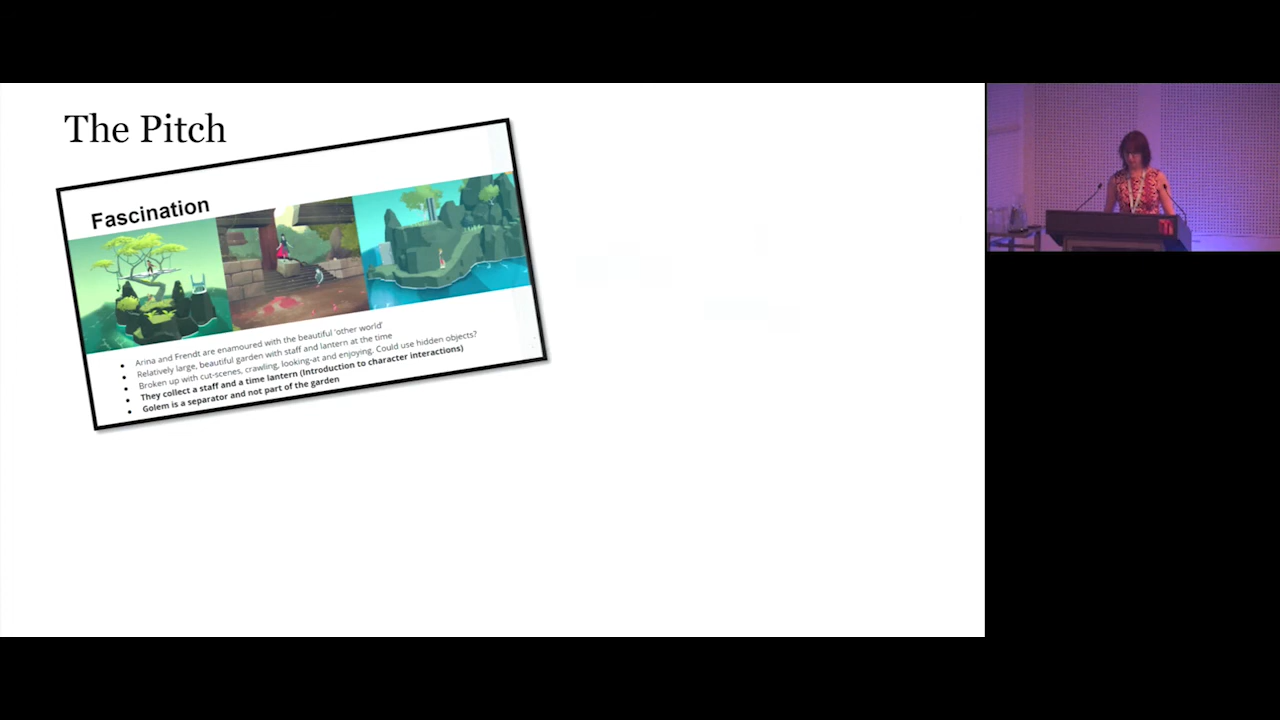 The Pitch
Fascination
Arina and Frendt are enamoured with the beautiful 'other world'
Relatively large, beautiful garden with staff and lantern at the time
Broken up with cut-scenes, crawling, looking-at and enjoying. Could use hidden objects?
They collect a staff and a time lantern (Introduction to character interactions)
Golem is a separator and not part of the garden